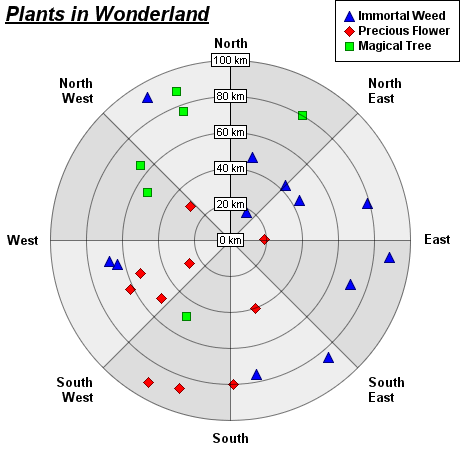 Plants in Wonderland
Immortal Weed
Precious Flower
Magical Tree
North
100 km
North
West
North
East
80 km
60 km
40 km
20 km
West
0 km
East
South
West
South
East
South